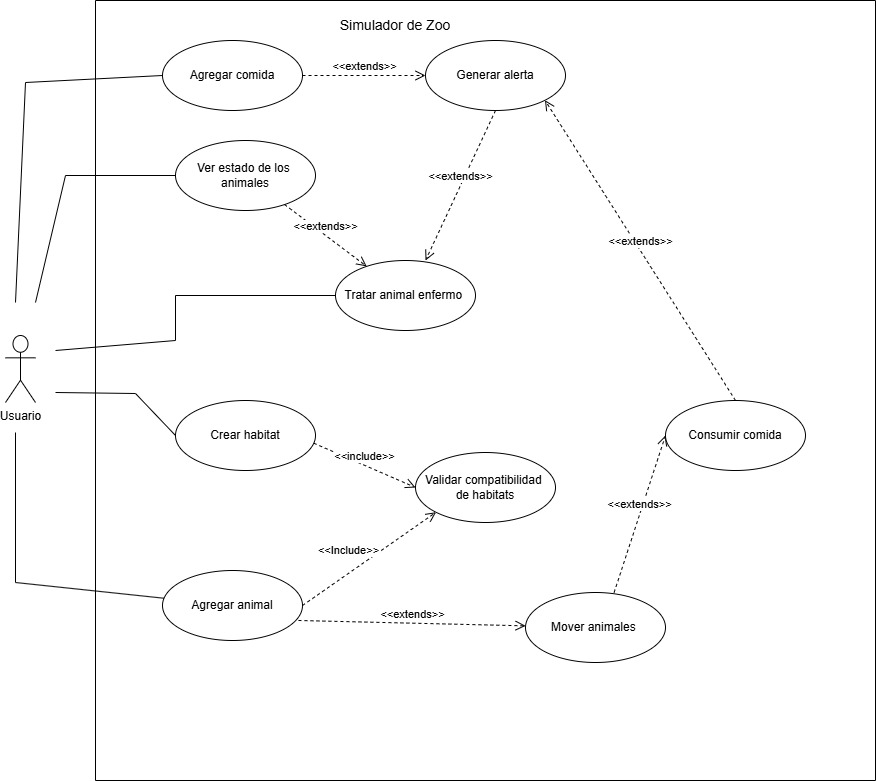 Simulador de Zoo
Agregar comida
<<extends>>
Generar alerta
Ver estado de los
animales
<<extends>>
<<extends>>
<<extends>>
Tratar animal enfermo
Usuario
Crear habitat
<<include>>
Consumir comida
Validar compatibilidad
de habitats
<<extends>>
<<Include>>
Agregar animal
<<extends>>
Mover animales